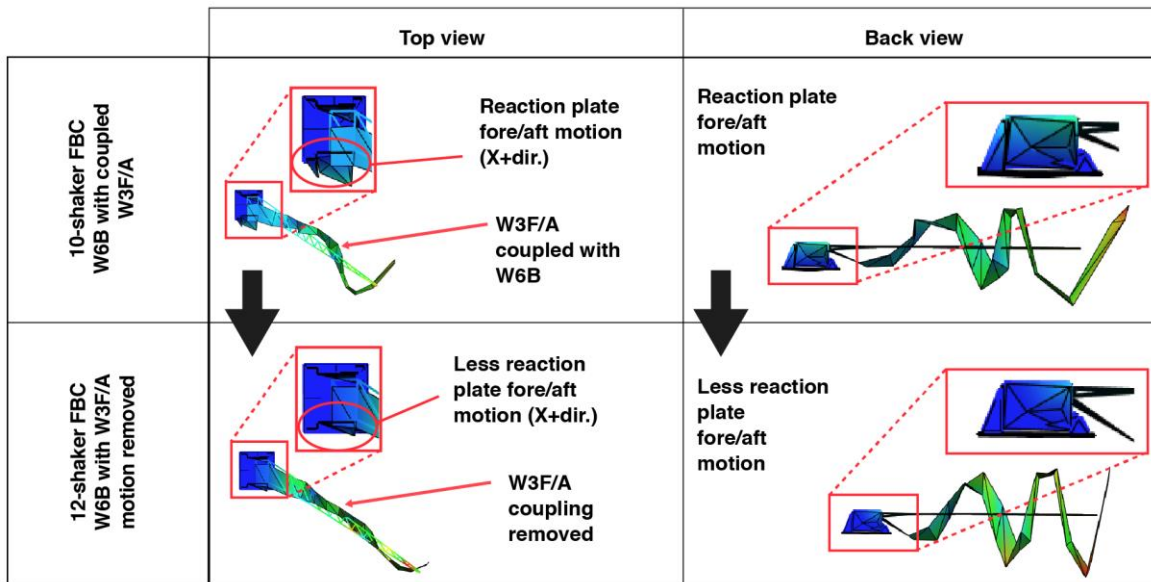 Top view
Back view
10-shaker FBC
W6B with coupled
W3F/A
Reaction plate
fore/aft motion
(X+dir.)
W3F/A
coupled with
W6B
Reaction plate
fore/aft
motion
12-shaker FBC
W6B with W3F/A
motion removed
Less reaction
plate fore/aft
motion (X+dir.)
W3F/A
coupling
removed
Less reaction
plate
fore/aft
motion